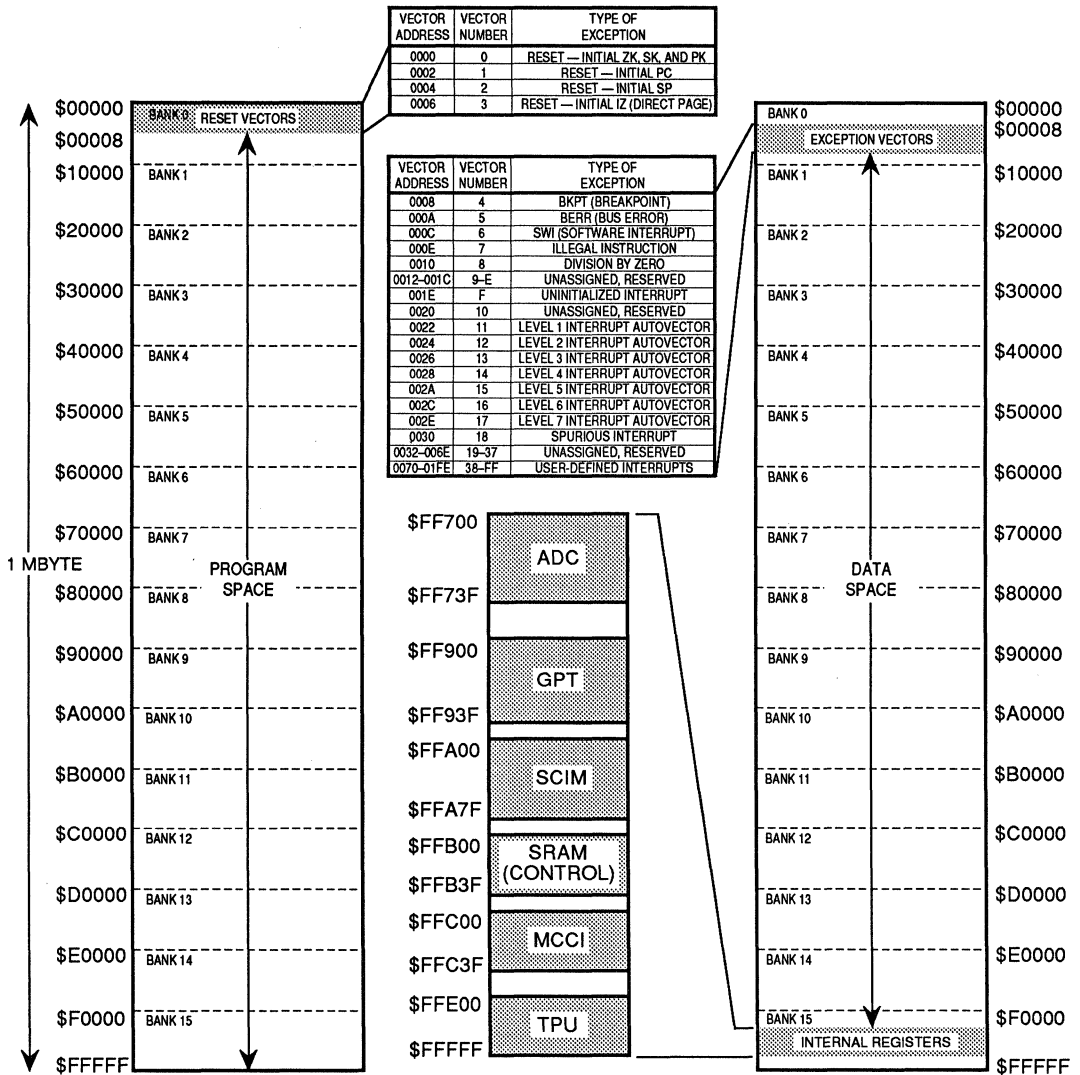 VECTOR ADDRESS VECTOR NUMBER TYPE OF EXCEPTION
0000 0 RESET — INITIAL ZK, SK, AND PK
0002 1 RESET — INITIAL PC
0004 2 RESET — INITIAL SP
0006 3 RESET — INITIAL IZ (DIRECT PAGE)
VECTOR ADDRESS VECTOR NUMBER TYPE OF EXCEPTION
0008 4 BKPT (BREAKPOINT)
000A 5 BERR (BUS ERROR)
000C 6 SWI (SOFTWARE INTERRUPT)
000E 7 ILLEGAL INSTRUCTION
0010 8 DIVISION BY ZERO
0012–001C 9–E UNASSIGNED, RESERVED
001E F UNINITIALIZED INTERRUPT
0020 10 UNASSIGNED, RESERVED
0022 11 LEVEL 1 INTERRUPT AUTOVECTOR
0024 12 LEVEL 2 INTERRUPT AUTOVECTOR
0026 13 LEVEL 3 INTERRUPT AUTOVECTOR
0028 14 LEVEL 4 INTERRUPT AUTOVECTOR
002A 15 LEVEL 5 INTERRUPT AUTOVECTOR
002C 16 LEVEL 6 INTERRUPT AUTOVECTOR
002E 17 LEVEL 7 INTERRUPT AUTOVECTOR
0030 18 SPURIOUS INTERRUPT
0032–006E 19–37 UNASSIGNED, RESERVED
0070–01FE 38–FF USER-DEFINED INTERRUPTS
1 MBYTE
$00000
BANK 0 RESET VECTORS
$00008
$10000 BANK 1
$20000 BANK 2
$30000 BANK 3
$40000 BANK 4
$50000 BANK 5
$60000 BANK 6
$70000 BANK 7
PROGRAM
SPACE
$80000 BANK 8
$90000 BANK 9
$A0000 BANK 10
$B0000 BANK 11
$C0000 BANK 12
$D0000 BANK 13
$E0000 BANK 14
$F0000 BANK 15
$FFFFF
$FF700
ADC
$FF73F
$FF900
GPT
$FF93F
$FFA00
SCIM
$FFA7F
$FFB00
SRAM
(CONTROL)
$FFB3F
$FFC00
MCCI
$FFC3F
$FFE00
TPU
$FFFFF
BANK 0 $00000
$00008
EXCEPTION VECTORS
BANK 1 $10000
BANK 2 $20000
BANK 3 $30000
BANK 4 $40000
BANK 5 $50000
BANK 6 $60000
BANK 7 $70000
DATA
SPACE
BANK 8 $80000
BANK 9 $90000
BANK 10 $A0000
BANK 11 $B0000
BANK 12 $C0000
BANK 13 $D0000
BANK 14 $E0000
BANK 15 $F0000
INTERNAL REGISTERS
$FFFFF